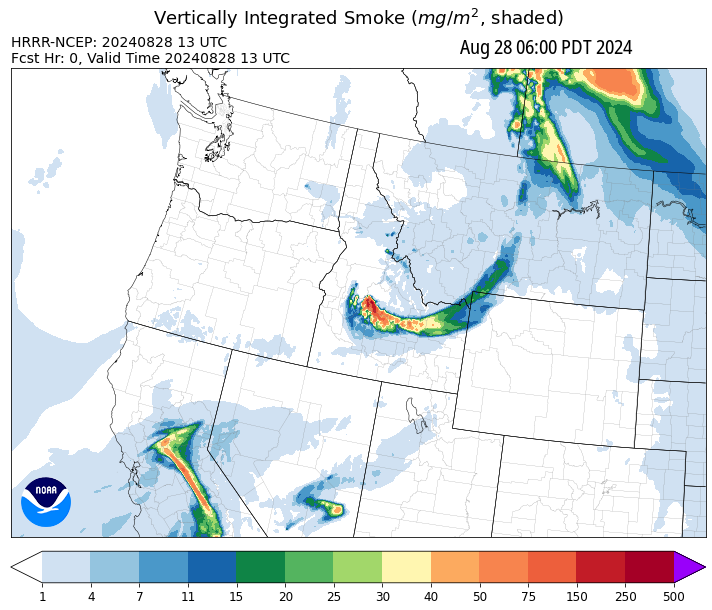 Vertically Integrated Smoke (mg/m², shaded)
HRRR-NCEP: 20240828 13 UTC
Fcst Hr: 0, Valid Time 20240828 13 UTC
Aug 28 06:00 PDT 2024
NOAA
1 4 7 11 15 20 25 30 40 50 75 150 250 500